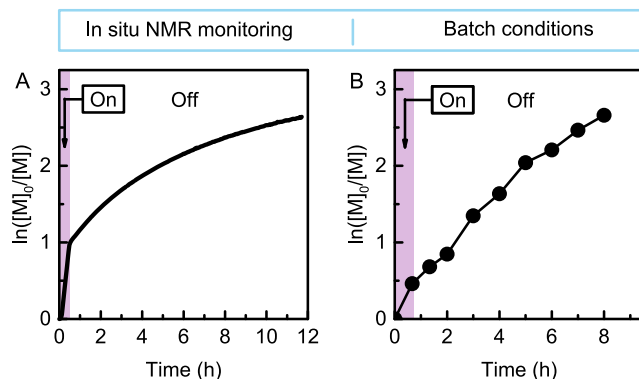 In situ NMR monitoring | Batch conditions
A
On
Off
3
2
1
0
ln([M]₀/[M])
0 2 4 6 8 10 12
Time (h)
B
On
Off
3
2
1
0
ln([M]₀/[M])
0 2 4 6 8
Time (h)